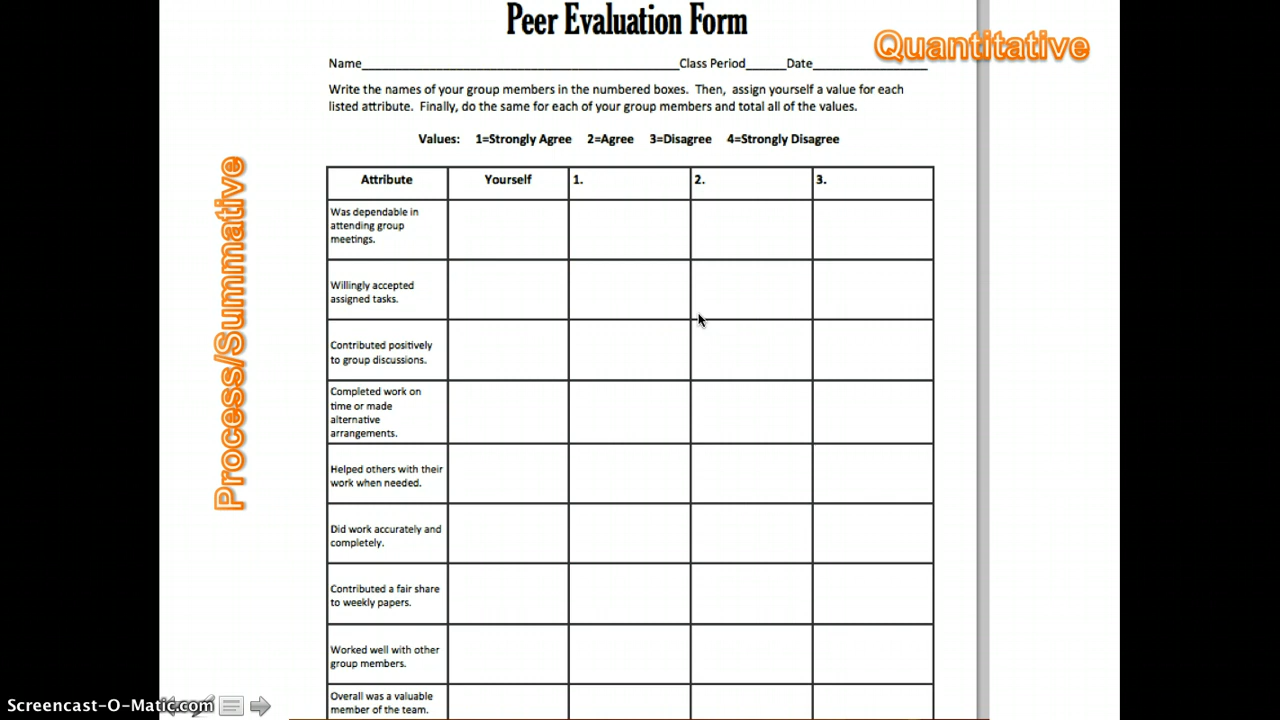 Peer Evaluation Form
Quantitative
Name_____________________________________________Class Period______Date________________
Write the names of your group members in the numbered boxes. Then, assign yourself a value for each
listed attribute. Finally, do the same for each of your group members and total all of the values.
Values: 1=Strongly Agree 2=Agree 3=Disagree 4=Strongly Disagree
Process/Summative
Attribute Yourself 1. 2. 3.
Was dependable in
attending group
meetings.
Willingly accepted
assigned tasks.
Contributed positively
to group discussions.
Completed work on
time or made
alternative
arrangements.
Helped others with their
work when needed.
Did work accurately and
completely.
Contributed a fair share
to weekly papers.
Worked well with other
group members.
Overall was a valuable
member of the team.
Screencast-O-Matic.com